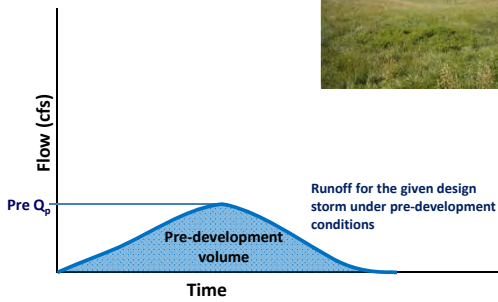 Flow (cfs)
Pre Qp
Runoff for the given design
storm under pre-development
conditions
Pre-development
volume
Time